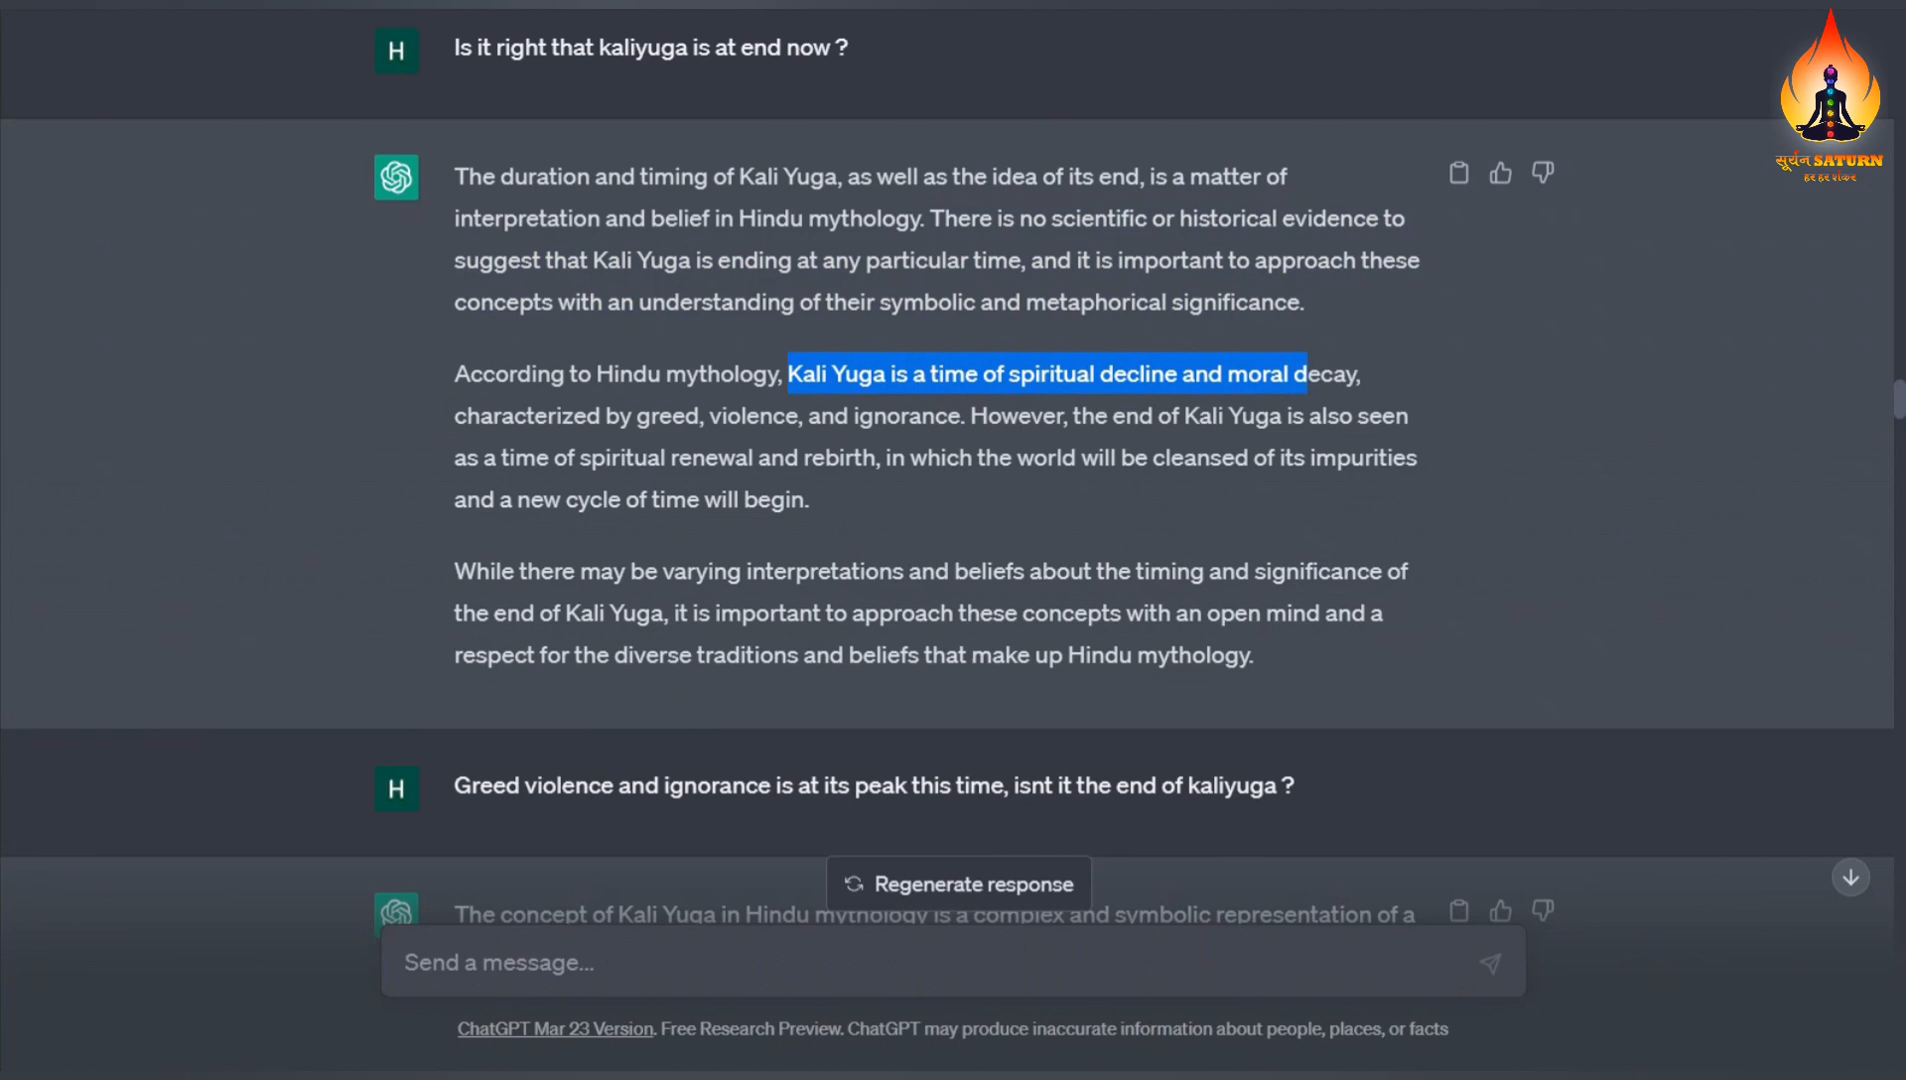 H
Is it right that kaliyuga is at end now ?
The duration and timing of Kali Yuga, as well as the idea of its end, is a matter of
interpretation and belief in Hindu mythology. There is no scientific or historical evidence to
suggest that Kali Yuga is ending at any particular time, and it is important to approach these
concepts with an understanding of their symbolic and metaphorical significance.
According to Hindu mythology, Kali Yuga is a time of spiritual decline and moral decay,
characterized by greed, violence, and ignorance. However, the end of Kali Yuga is also seen
as a time of spiritual renewal and rebirth, in which the world will be cleansed of its impurities
and a new cycle of time will begin.
While there may be varying interpretations and beliefs about the timing and significance of
the end of Kali Yuga, it is important to approach these concepts with an open mind and a
respect for the diverse traditions and beliefs that make up Hindu mythology.
H
Greed violence and ignorance is at its peak this time, isnt it the end of kaliyuga ?
Regenerate response
The concept of Kali Yuga in Hindu mythology is a complex and symbolic representation of a
Send a message...
ChatGPT Mar 23 Version. Free Research Preview. ChatGPT may produce inaccurate information about people, places, or facts
सूर्यन SATURN
हर हर शंकर